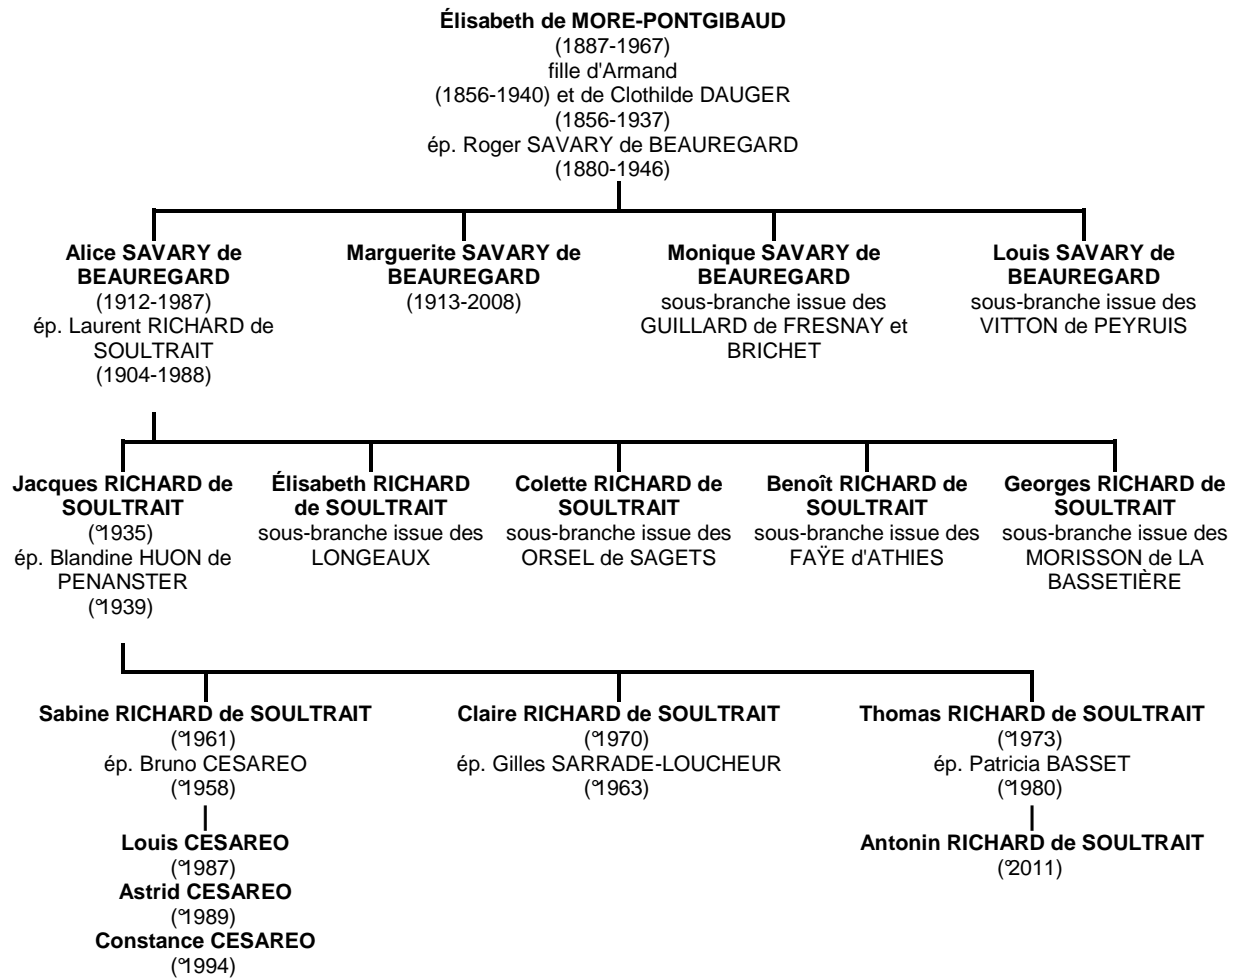 Élisabeth de MORE-PONTGIBAUD
(1887-1967)
fille d'Armand
(1856-1940) et de Clothilde DAUGER
(1856-1937)
ép. Roger SAVARY de BEAUREGARD
(1880-1946)
Alice SAVARY de
BEAUREGARD
(1912-1987)
ép. Laurent RICHARD de
SOULTRAIT
(1904-1988)
Marguerite SAVARY de
BEAUREGARD
(1913-2008)
Monique SAVARY de
BEAUREGARD
sous-branche issue des
GUILLARD de FRESNAY et
BRICHET
Louis SAVARY de
BEAUREGARD
sous-branche issue des
VITTON de PEYRUIS
Jacques RICHARD de
SOULTRAIT
(°1935)
ép. Blandine HUON de
PENANSTER
(°1939)
Élisabeth RICHARD
de SOULTRAIT
sous-branche issue des
LONGEAUX
Colette RICHARD de
SOULTRAIT
sous-branche issue des
ORSEL de SAGETS
Benoît RICHARD de
SOULTRAIT
sous-branche issue des
FAŸE d'ATHIES
Georges RICHARD de
SOULTRAIT
sous-branche issue des
MORISSON de LA
BASSETIÈRE
Sabine RICHARD de SOULTRAIT
(°1961)
ép. Bruno CESAREO
(°1958)
Claire RICHARD de SOULTRAIT
(°1970)
ép. Gilles SARRADE-LOUCHEUR
(°1963)
Thomas RICHARD de SOULTRAIT
(°1973)
ép. Patricia BASSET
(°1980)
Louis CESAREO
(°1987)
Astrid CESAREO
(°1989)
Constance CESAREO
(°1994)
Antonin RICHARD de SOULTRAIT
(°2011)